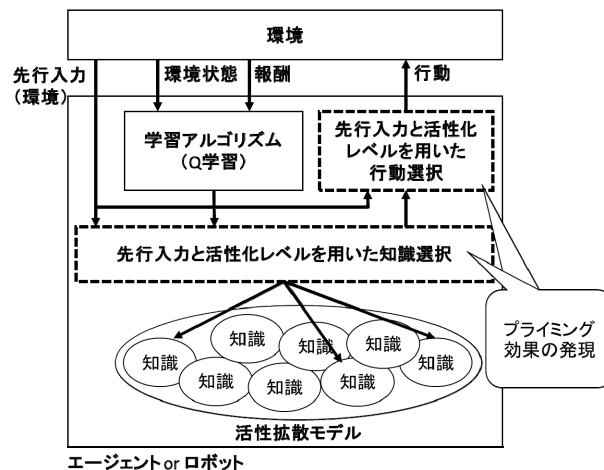 環境
先行入力
(環境)
環境状態
報酬
行動
学習アルゴリズム
(Q学習)
先行入力と活性化
レベルを用いた
行動選択
先行入力と活性化レベルを用いた知識選択
プライミング
効果の発現
知識
知識
知識
知識
知識
知識
知識
知識
活性拡散モデル
エージェント or ロボット